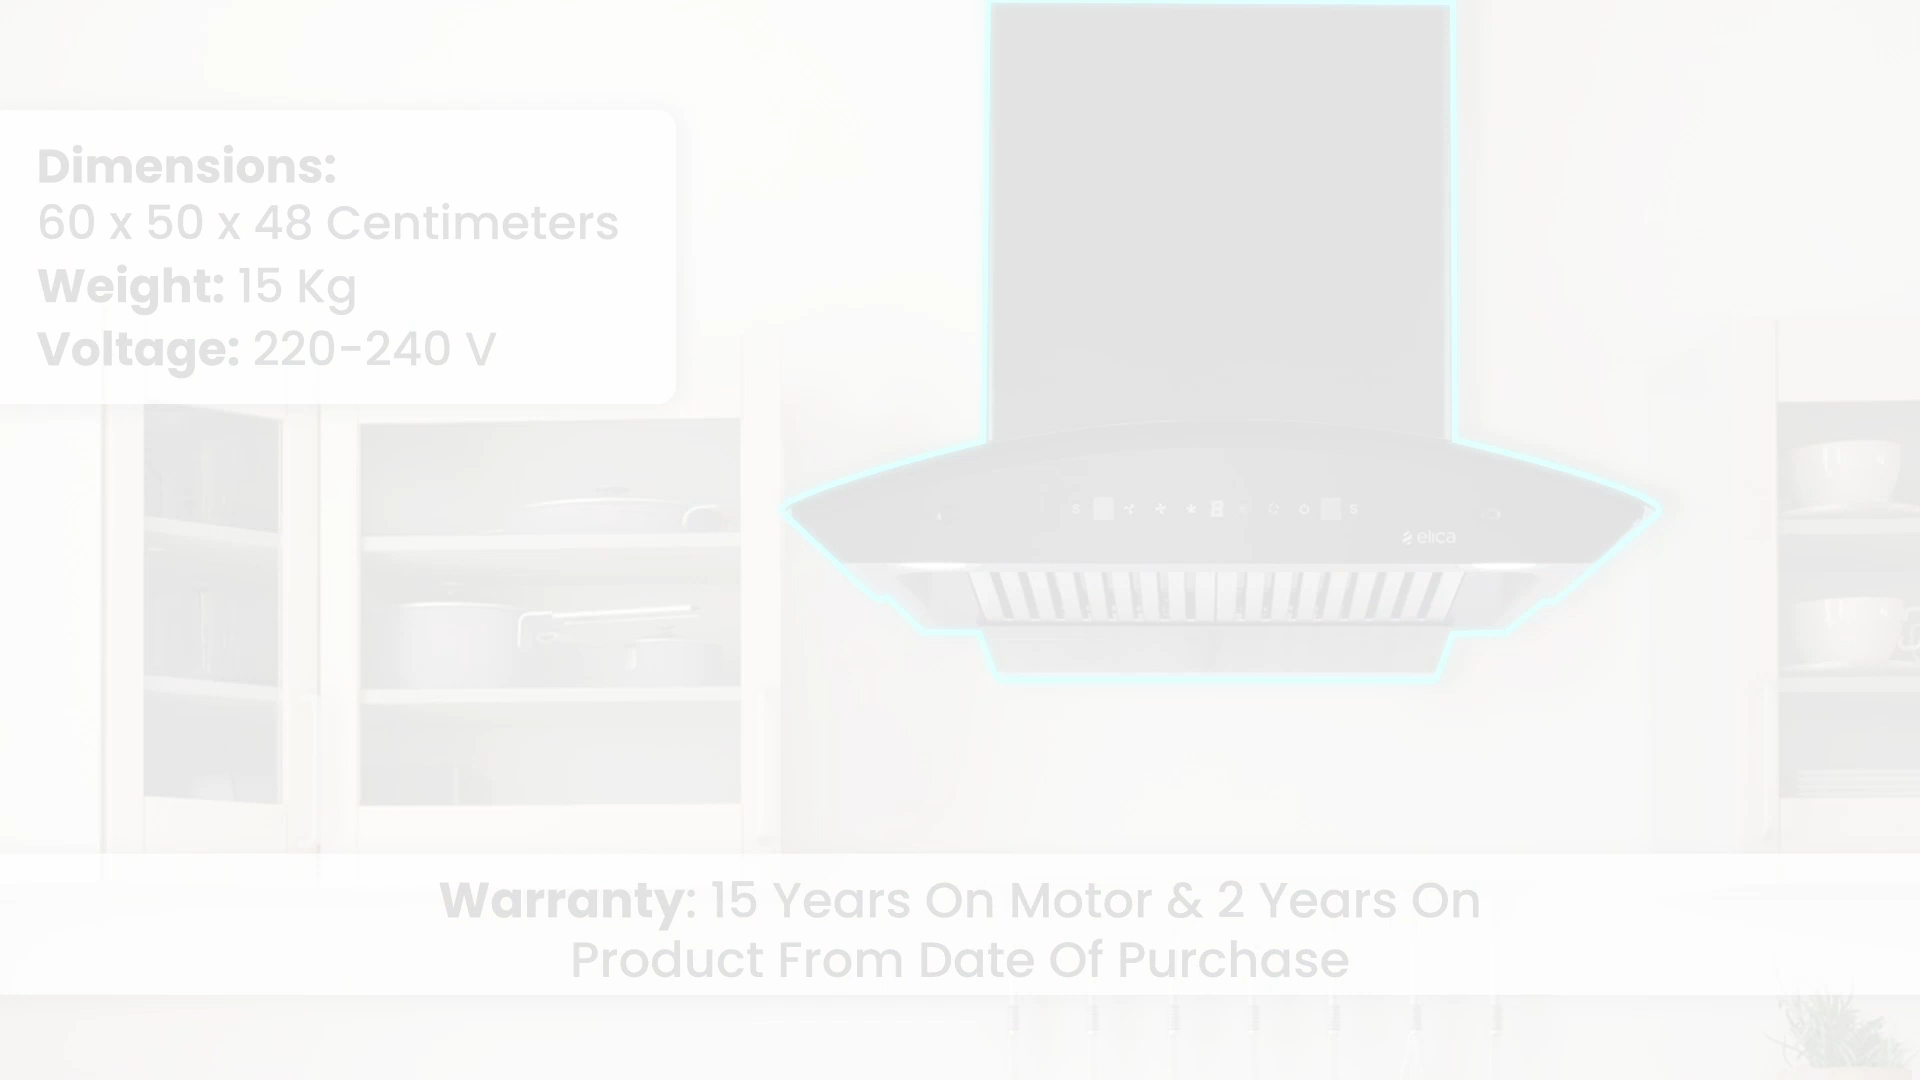 Dimensions:
60 x 50 x 48 Centimeters
Weight: 15 Kg
Voltage: 220-240 V
elica
Warranty: 15 Years On Motor & 2 Years On
Product From Date Of Purchase